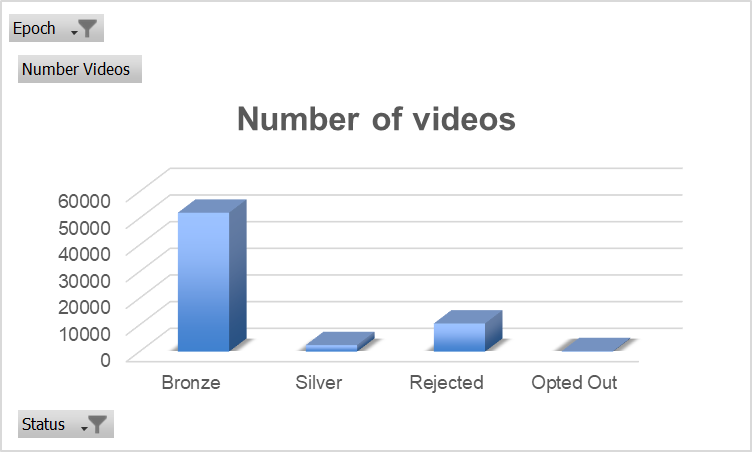 Epoch
Number Videos
Number of videos
60000
50000
40000
30000
20000
10000
0
Bronze Silver Rejected Opted Out
Status